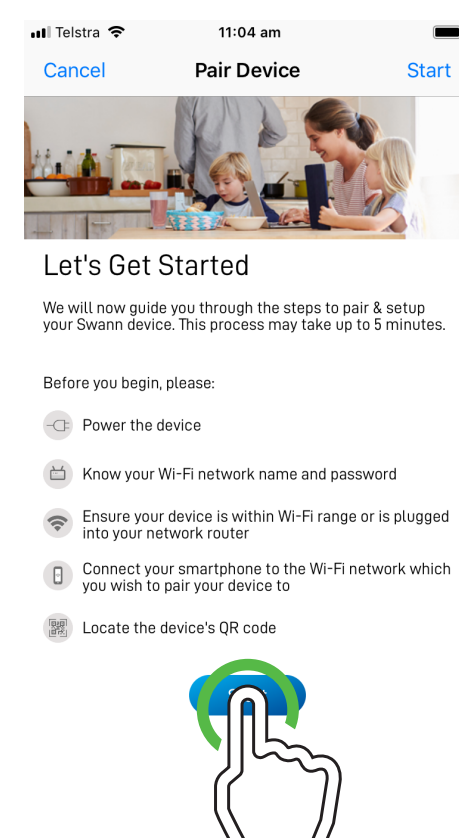 Telstra 11:04 am
Cancel Pair Device Start
Let's Get Started
We will now guide you through the steps to pair & setup
your Swann device. This process may take up to 5 minutes.
Before you begin, please:
Power the device
Know your Wi-Fi network name and password
Ensure your device is within Wi-Fi range or is plugged
into your network router
Connect your smartphone to the Wi-Fi network which
you wish to pair your device to
Locate the device's QR code